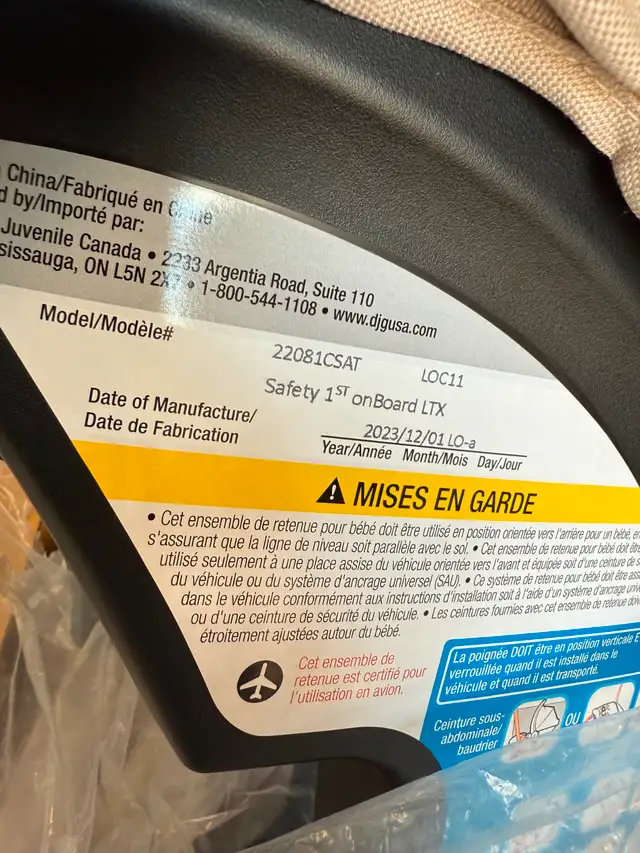 China/Fabriqué en Chine
d by/Importé par:
Juvenile Canada • 2233 Argentia Road, Suite 110
sissauga, ON L5N 2X7 • 1-800-544-1108 • www.djgusa.com
Model/Modèle# 22081CSAT LOC11
Safety 1ST onBoard LTX
Date of Manufacture/
Date de Fabrication
2023/12/01 LO-a
Year/Année Month/Mois Day/Jour
MISES EN GARDE
• Cet ensemble de retenue pour bébé doit être utilisé en position orientée vers l'arrière pour un bébé, en
s'assurant que la ligne de niveau soit parallèle avec le sol. • Cet ensemble de retenue pour bébé doit être
utilisé seulement à une place assise du véhicule orientée vers l'avant et équipée soit d'une ceinture de s
du véhicule ou du système d'ancrage universel (SAU). • Ce système de retenue pour bébé doit être ass
dans le véhicule conformément aux instructions d'installation soit à l'aide d'un système d'ancrage unive
ou d'une ceinture de sécurité du véhicule. • Les ceintures fournies avec cet ensemble de retenue doiv
étroitement ajustées autour du bébé.
Cet ensemble de
retenue est certifié pour
l'utilisation en avion.
La poignée DOIT être en position verticale E
verrouillée quand il est installé dans le
véhicule et quand il est transporté.
Ceinture sous-
abdominale/
baudrier
OU